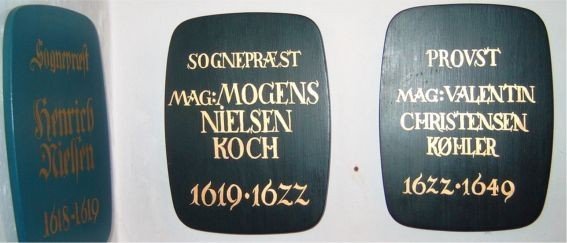 Sognepræst
Henrich
Nielsen
1618-1619
SOGNEPRÆST
MAG:MOGENS
NIELSEN
KOCH
1619·1622
PROVST
MAG:VALENTIN
CHRISTENSEN
KØHLER
1622·1649